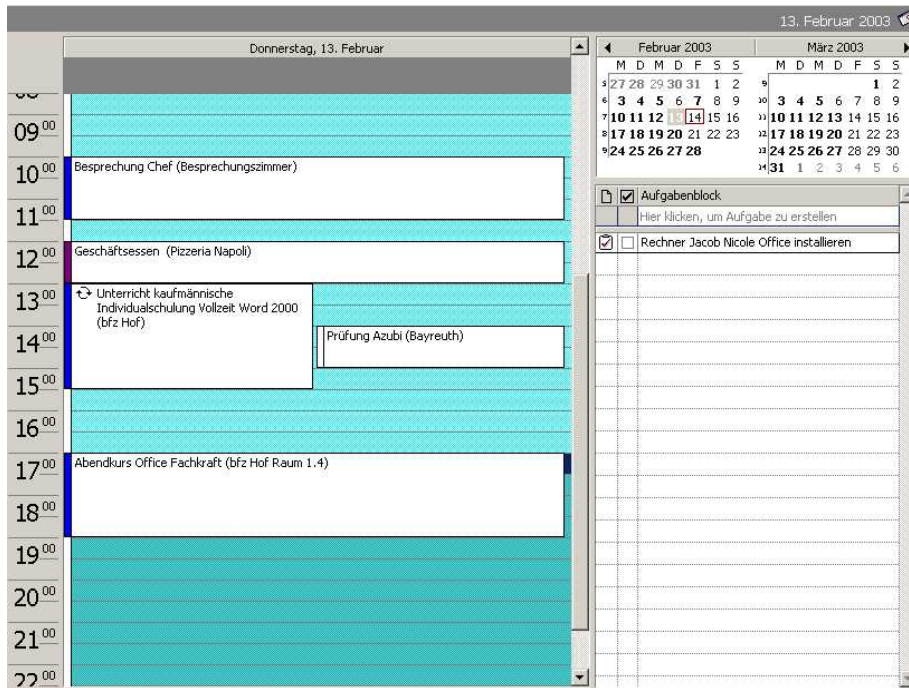 13. Februar 2003
Donnerstag, 13. Februar
08
09 00
10 00
11 00
12 00
13 00
14 00
15 00
16 00
17 00
18 00
19 00
20 00
21 00
22 00
Besprechung Chef (Besprechungszimmer)
Geschäftsessen (Pizzeria Napoli)
Unterricht kaufmännische
Individualschulung Vollzeit Word 2000
(bfz Hof)
Prüfung Azubi (Bayreuth)
Abendkurs Office Fachkraft (bfz Hof Raum 1.4)
Februar 2003
M D M D F S S
5 27 28 29 30 31 1 2
6 3 4 5 6 7 8 9
7 10 11 12 13 14 15 16
8 17 18 19 20 21 22 23
9 24 25 26 27 28
März 2003
M D M D F S S
9 1 2
10 3 4 5 6 7 8 9
11 10 11 12 13 14 15 16
12 17 18 19 20 21 22 23
13 24 25 26 27 28 29 30
14 31 1 2 3 4 5 6
Aufgabenblock
Hier klicken, um Aufgabe zu erstellen
Rechner Jacob Nicole Office installieren